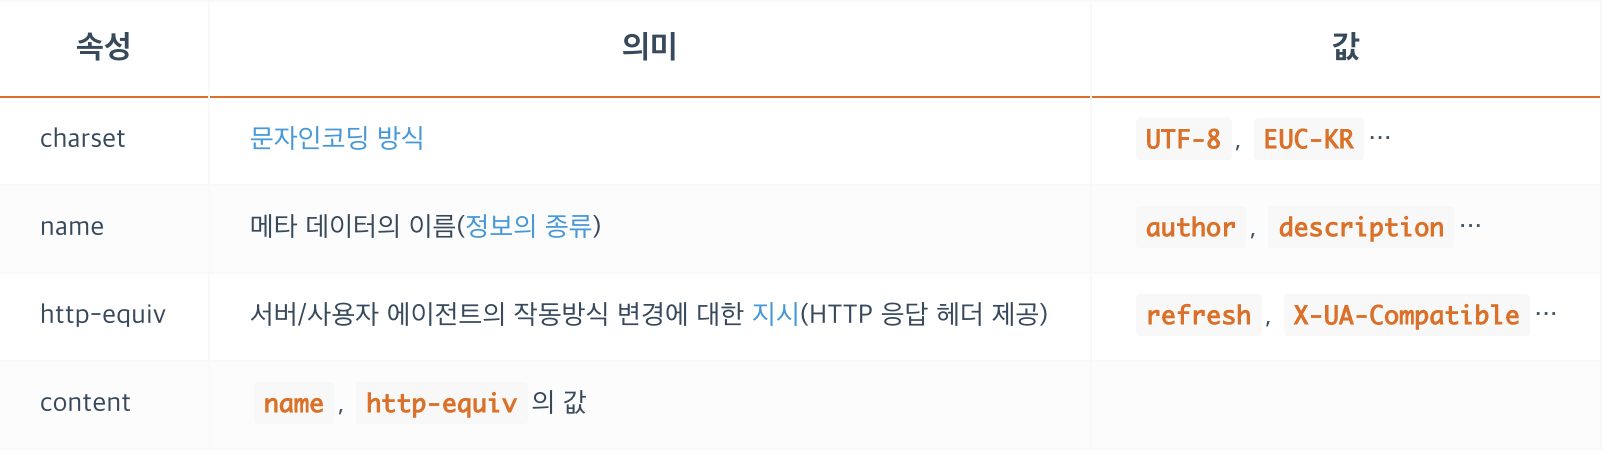 속성 의미 값
charset 문자인코딩 방식 UTF-8 , EUC-KR ···
name 메타 데이터의 이름(정보의 종류) author , description ···
http-equiv 서버/사용자 에이전트의 작동방식 변경에 대한 지시(HTTP 응답 헤더 제공) refresh , X-UA-Compatible ···
content name , http-equiv 의 값